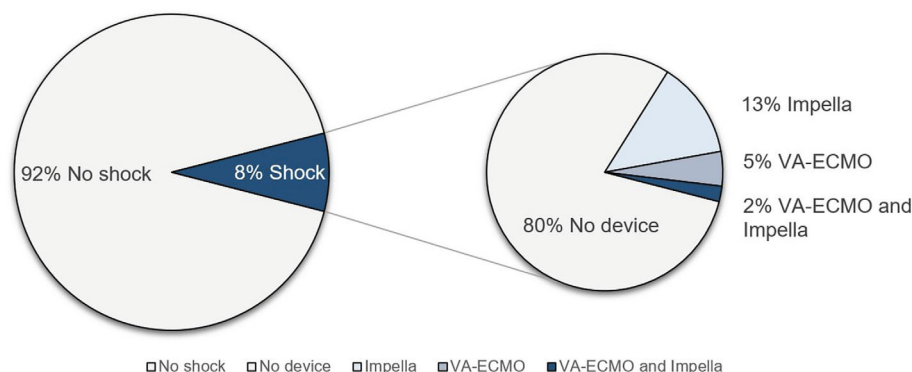 92% No shock
8% Shock
80% No device
13% Impella
5% VA-ECMO
2% VA-ECMO and
Impella
No shock No device Impella VA-ECMO VA-ECMO and Impella